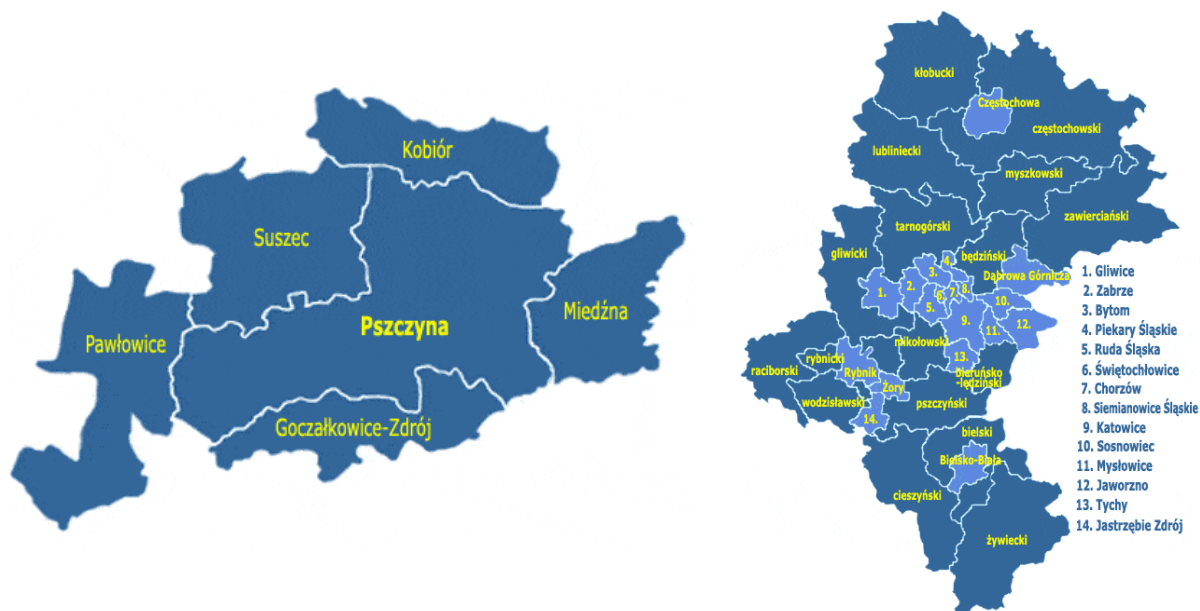 Kobiór
Suszec
Pawłowice
Pszczyna
Miedźna
Goczałkowice-Zdrój
kłobucki
Częstochowa
częstochowski
lubliniecki
myszkowski
zawierciański
tarnogórski
gliwicki
będziński
Dąbrowa Górnicza
4.
3.
2.
1.
6.
7.
8.
5.
10.
9.
11.
12.
mikołowski
13.
rybnicki
raciborski
Rybnik
bieruńsko
-lędziński
Żory
wodzisławski
pszczyński
14.
bielski
Bielsko-Biała
cieszyński
żywiecki
1. Gliwice
2. Zabrze
3. Bytom
4. Piekary Śląskie
5. Ruda Śląska
6. Świętochłowice
7. Chorzów
8. Siemianowice Śląskie
9. Katowice
10. Sosnowiec
11. Mysłowice
12. Jaworzno
13. Tychy
14. Jastrzębie Zdrój